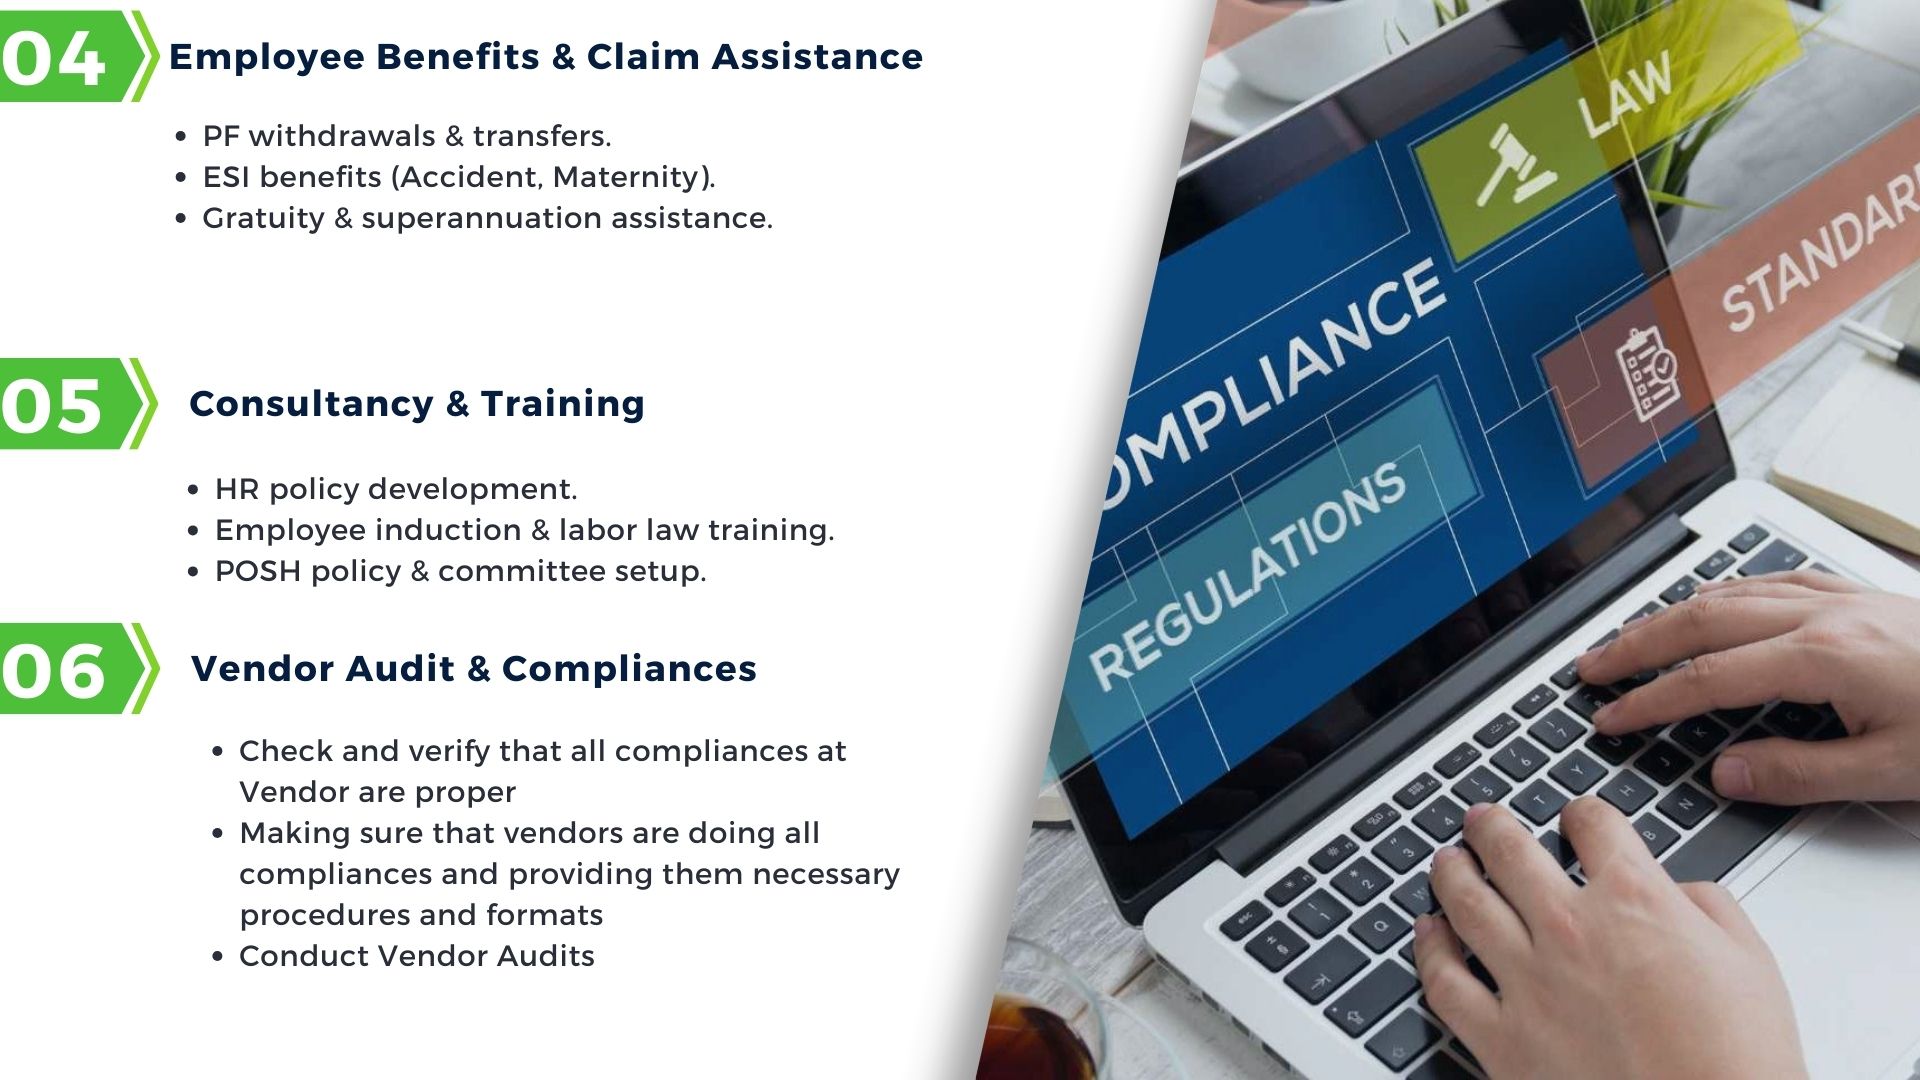 04 Employee Benefits & Claim Assistance
• PF withdrawals & transfers.
• ESI benefits (Accident, Maternity).
• Gratuity & superannuation assistance.
05 Consultancy & Training
• HR policy development.
• Employee induction & labor law training.
• POSH policy & committee setup.
06 Vendor Audit & Compliances
• Check and verify that all compliances at
Vendor are proper
• Making sure that vendors are doing all
compliances and providing them necessary
procedures and formats
• Conduct Vendor Audits
LAW
STANDAR
OMPLIANCE
REGULATIONS